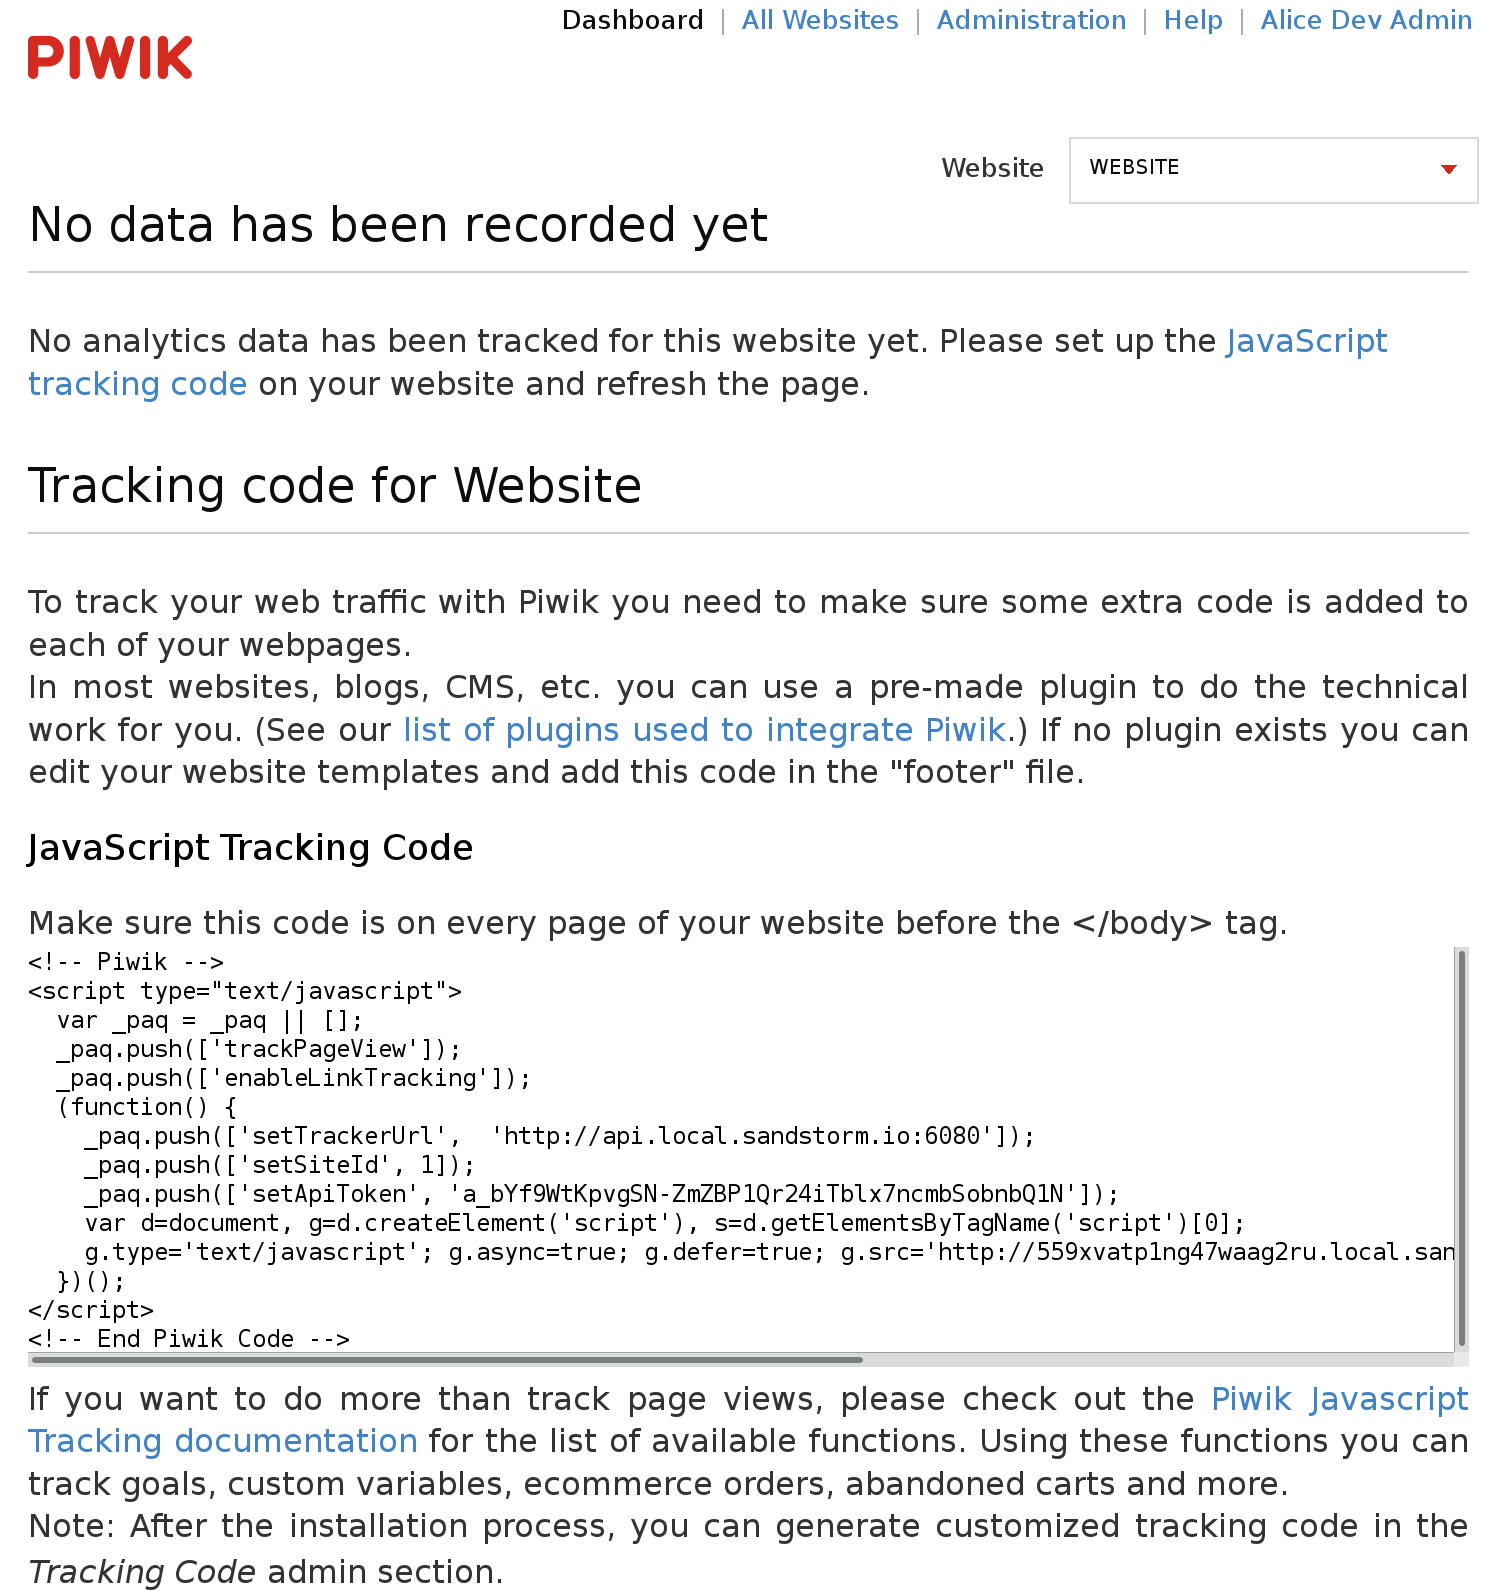 Dashboard | All Websites | Administration | Help | Alice Dev Admin
PIWIK
Website WEBSITE
No data has been recorded yet
No analytics data has been tracked for this website yet. Please set up the JavaScript
tracking code on your website and refresh the page.
Tracking code for Website
To track your web traffic with Piwik you need to make sure some extra code is added to
each of your webpages.
In most websites, blogs, CMS, etc. you can use a pre-made plugin to do the technical
work for you. (See our list of plugins used to integrate Piwik.) If no plugin exists you can
edit your website templates and add this code in the "footer" file.
JavaScript Tracking Code
Make sure this code is on every page of your website before the </body> tag.
<!-- Piwik -->
<script type="text/javascript">
  var _paq = _paq || [];
  _paq.push(['trackPageView']);
  _paq.push(['enableLinkTracking']);
  (function() {
    _paq.push(['setTrackerUrl',  'http://api.local.sandstorm.io:6080']);
    _paq.push(['setSiteId', 1]);
    _paq.push(['setApiToken', 'a_bYf9WtKpvgSN-ZmZBP1Qr24iTblx7ncmbSobnbQ1N']);
    var d=document, g=d.createElement('script'), s=d.getElementsByTagName('script')[0];
    g.type='text/javascript'; g.async=true; g.defer=true; g.src='http://559xvatp1ng47waag2ru.local.san
  })();
</script>
<!-- End Piwik Code -->
If you want to do more than track page views, please check out the Piwik Javascript
Tracking documentation for the list of available functions. Using these functions you can
track goals, custom variables, ecommerce orders, abandoned carts and more.
Note: After the installation process, you can generate customized tracking code in the
Tracking Code admin section.